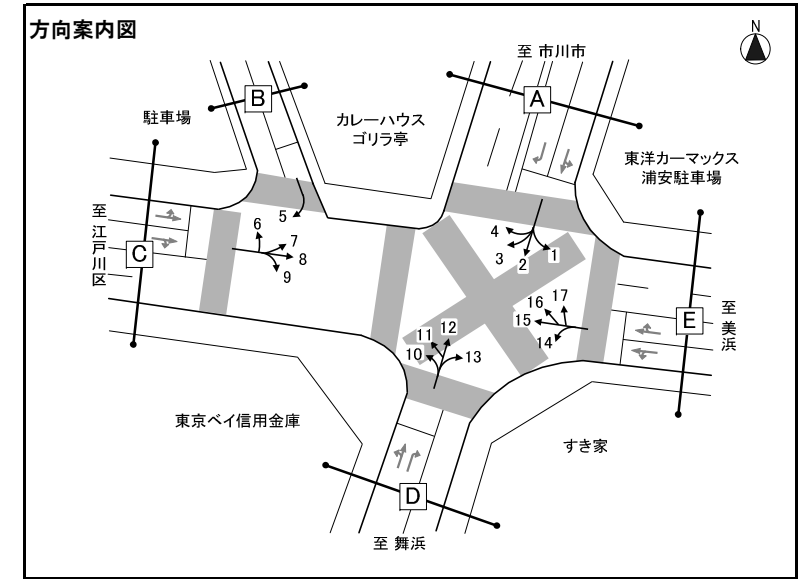 方向案内図
N
至 市川市
A
B
駐車場
カレーハウス
ゴリラ亭
東洋カーマックス
浦安駐車場
至江戸川区
C
5
6
7
8
9
4
3
2
1
16
17
15
14
E
至美浜
11
12
10
13
東京ベイ信用金庫
すき家
D
至 舞浜